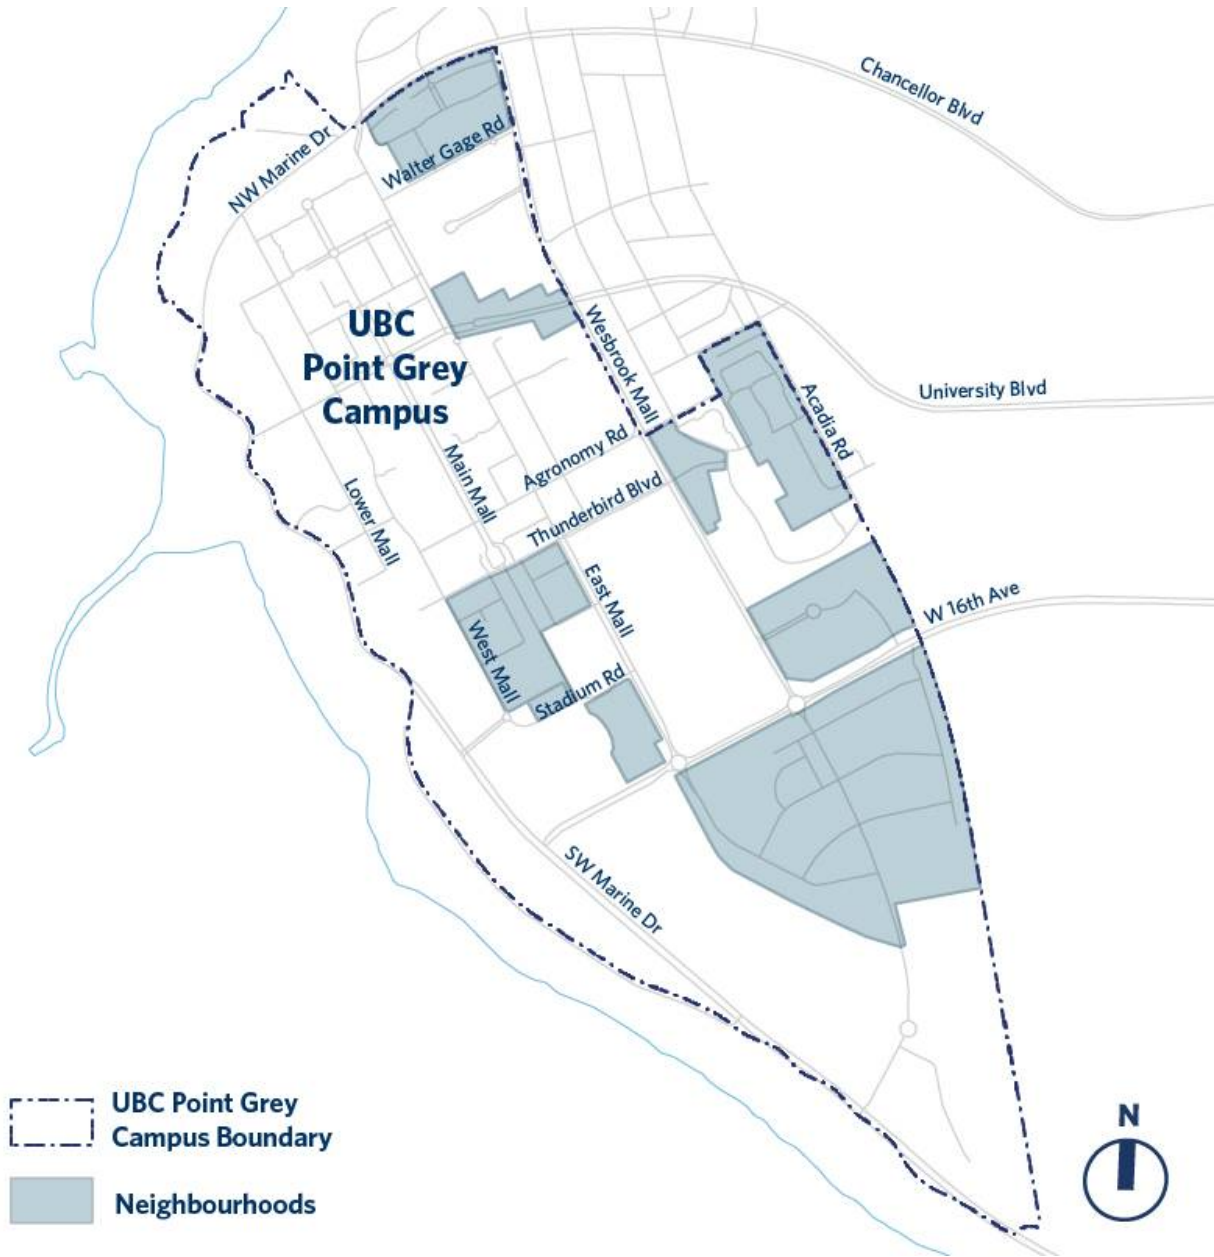 Chancellor Blvd
Walter Gage Rd
NW Marine Dr
UBC
Point Grey
Campus
Wesbrook Mall
University Blvd
Acadia Rd
Agronomy Rd
Main Mall
Thunderbird Blvd
Lower Mall
East Mall
W 16th Ave
West Mall
Stadium Rd
SW Marine Dr
UBC Point Grey
Campus Boundary
Neighbourhoods
N